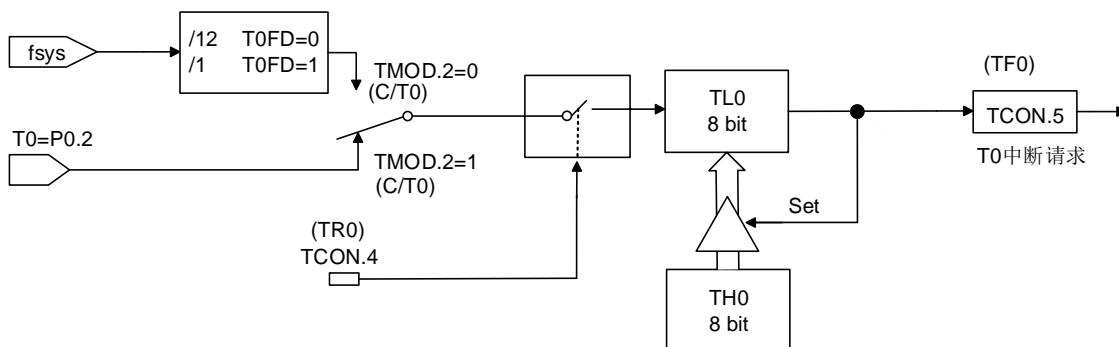 fsys
/12 T0FD=0
/1 T0FD=1
TMOD.2=0
(C/T0)
T0=P0.2
TMOD.2=1
(C/T0)
(TR0)
TCON.4
TL0
8 bit
Set
TH0
8 bit
(TF0)
TCON.5
T0中断请求